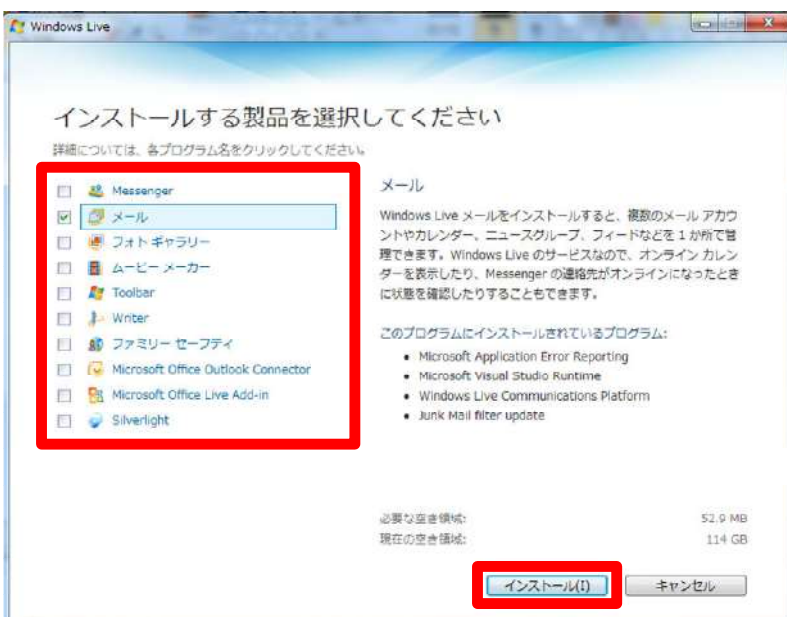 Windows Live
インストールする製品を選択してください
詳細については、各プログラム名をクリックしてください。
Messenger
メール
フォト ギャラリー
ムービー メーカー
Toolbar
Writer
ファミリー セーフティ
Microsoft Office Outlook Connector
Microsoft Office Live Add-in
Silverlight
メール
Windows Live メールをインストールすると、複数のメール アカウ
ントやカレンダー、ニュースグループ、フィードなどを 1 か所で管
理できます。Windows Live のサービスなので、オンライン カレン
ダーを表示したり、Messenger の連絡先がオンラインになったとき
に状態を確認したりすることもできます。
このプログラムにインストールされているプログラム:
• Microsoft Application Error Reporting
• Microsoft Visual Studio Runtime
• Windows Live Communications Platform
• Junk Mail filter update
必要な空き領域: 52.9 MB
現在の空き領域: 114 GB
インストール(I) キャンセル